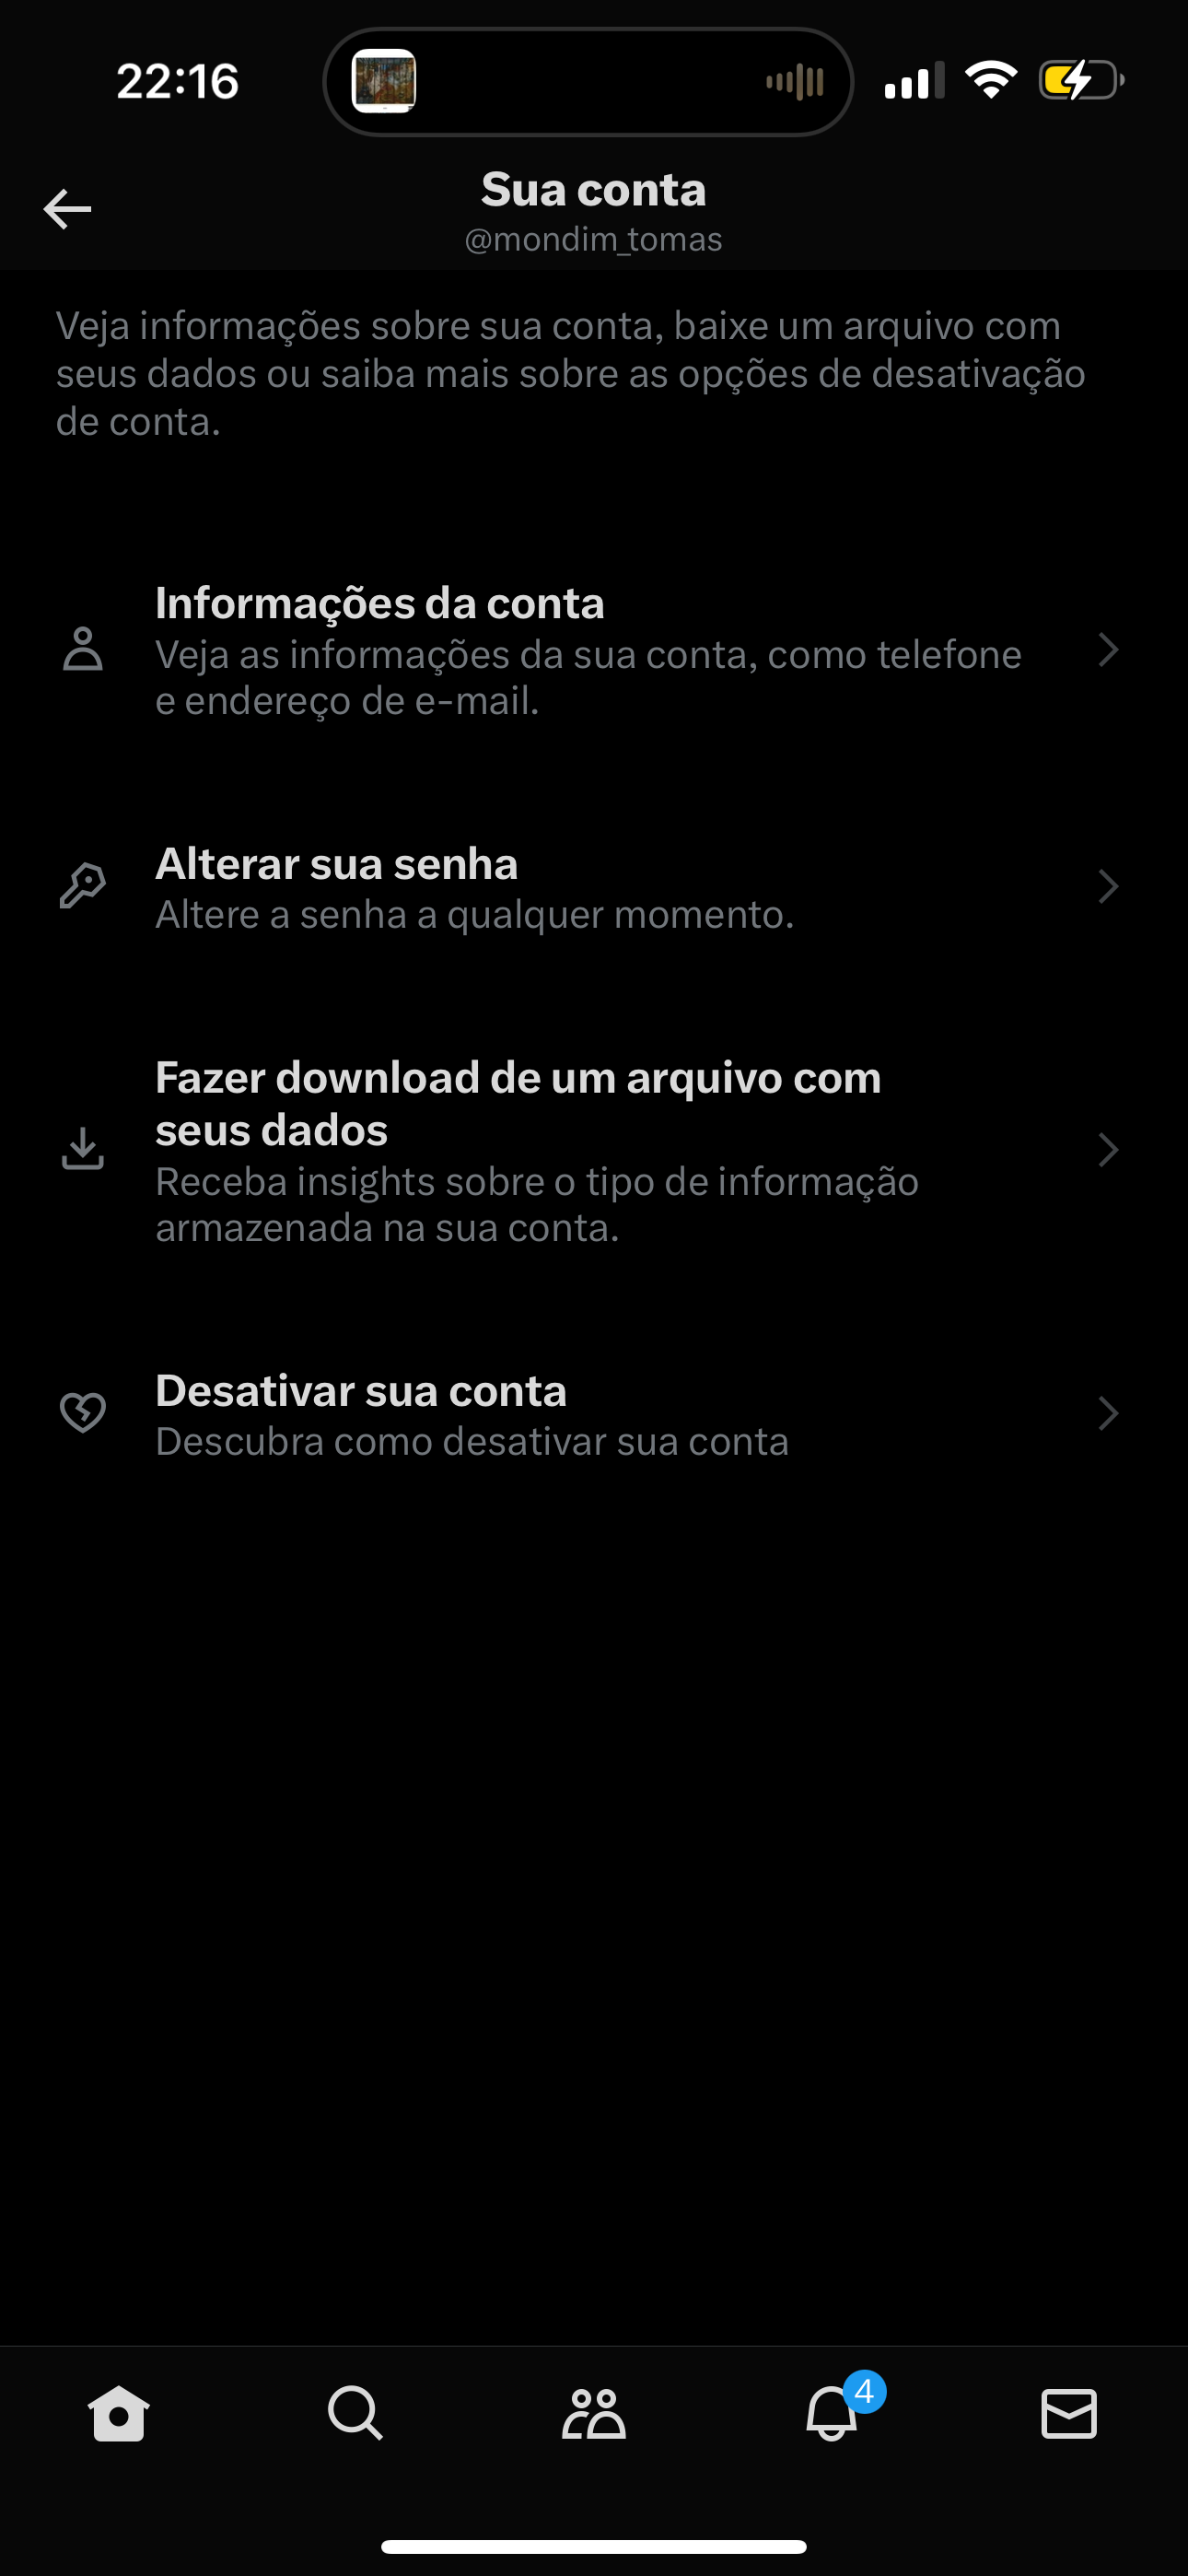 22:16
Sua conta
@mondim_tomas
Veja informações sobre sua conta, baixe um arquivo com
seus dados ou saiba mais sobre as opções de desativação
de conta.
Informações da conta
Veja as informações da sua conta, como telefone
e endereço de e-mail.
Alterar sua senha
Altere a senha a qualquer momento.
Fazer download de um arquivo com
seus dados
Receba insights sobre o tipo de informação
armazenada na sua conta.
Desativar sua conta
Descubra como desativar sua conta
4